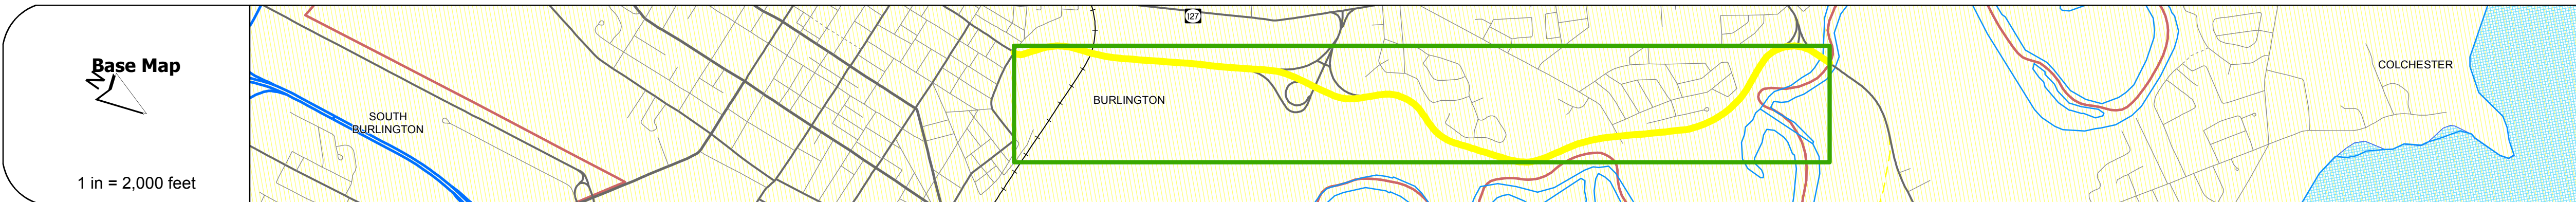 Base Map
N
1 in = 2,000 feet
SOUTH
BURLINGTON
BURLINGTON
127
COLCHESTER